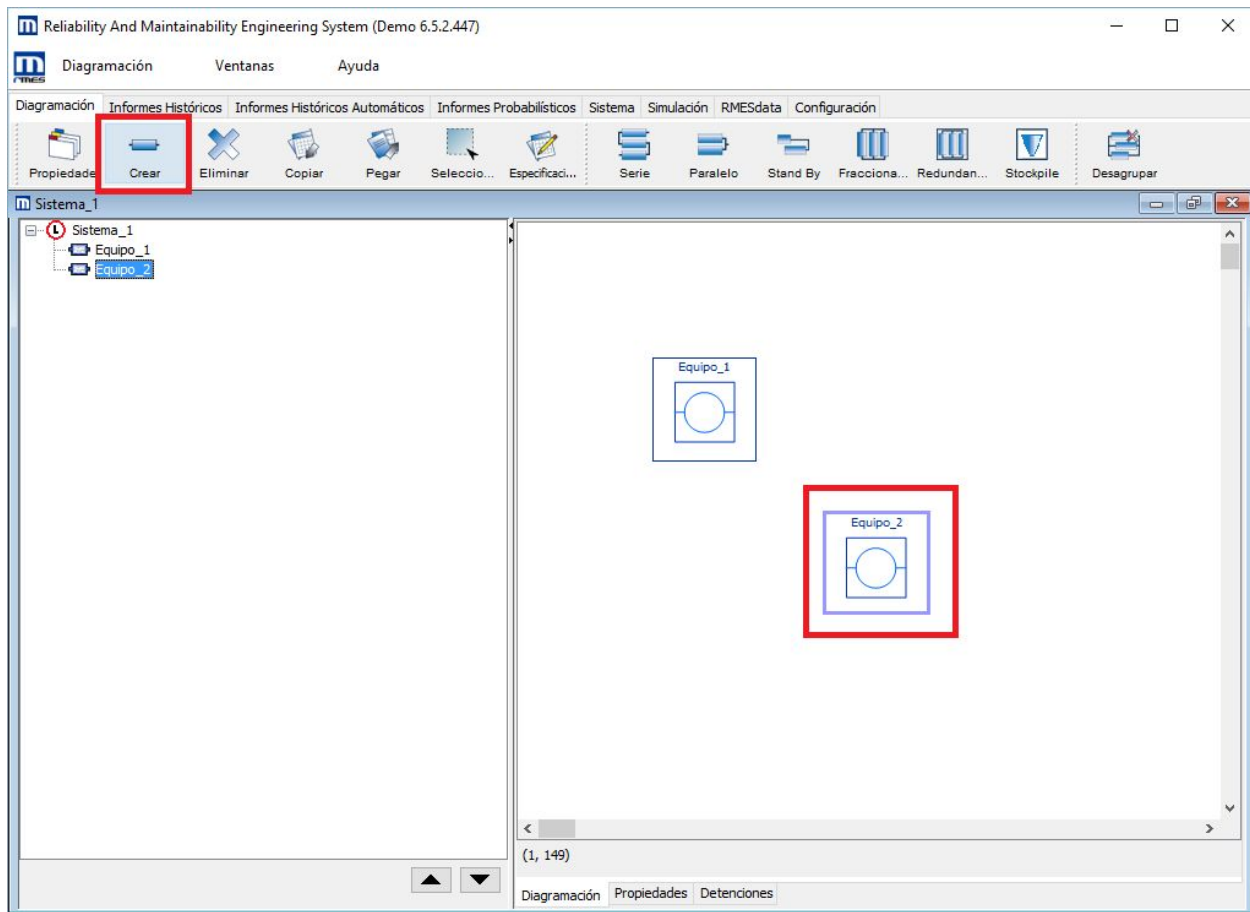 Reliability And Maintainability Engineering System (Demo 6.5.2.447)
rmes Diagramación Ventanas Ayuda
Diagramación Informes Históricos Informes Históricos Automáticos Informes Probabilísticos Sistema Simulación RMESdata Configuración
Propiedade Crear Eliminar Copiar Pegar Seleccio... Especificaci... Serie Paralelo Stand By Fracciona... Redundan... Stockpile Desagrupar
Sistema_1
L Sistema_1
Equipo_1
Equipo_2
Equipo_1
Equipo_2
(1, 149)
Diagramación Propiedades Detenciones